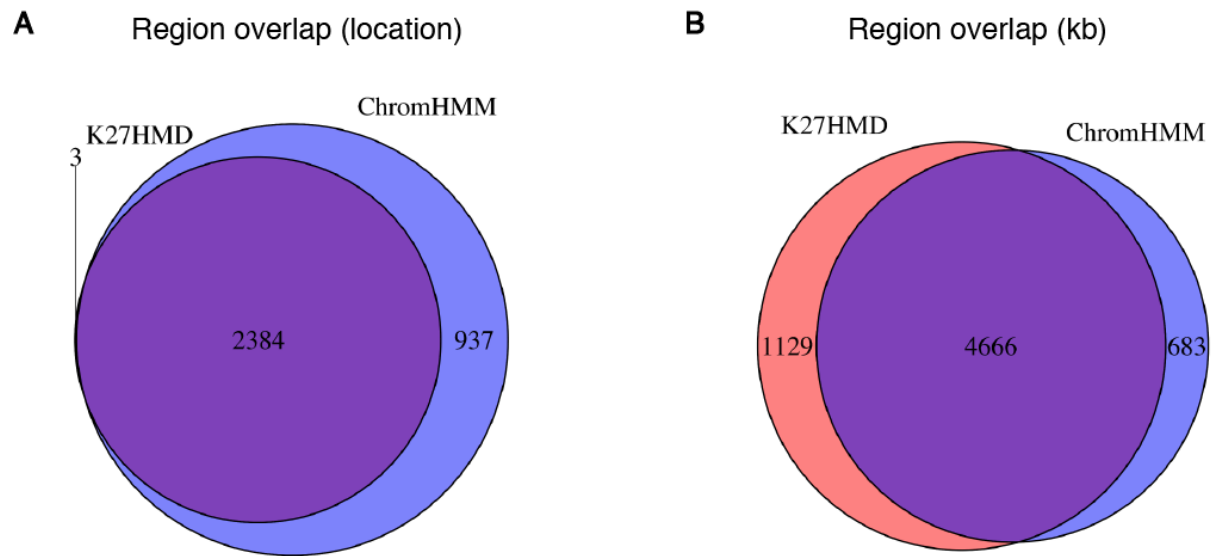 A
Region overlap (location)
ChromHMM
K27HMD
3
2384
937
B
Region overlap (kb)
K27HMD
ChromHMM
1129
4666
683